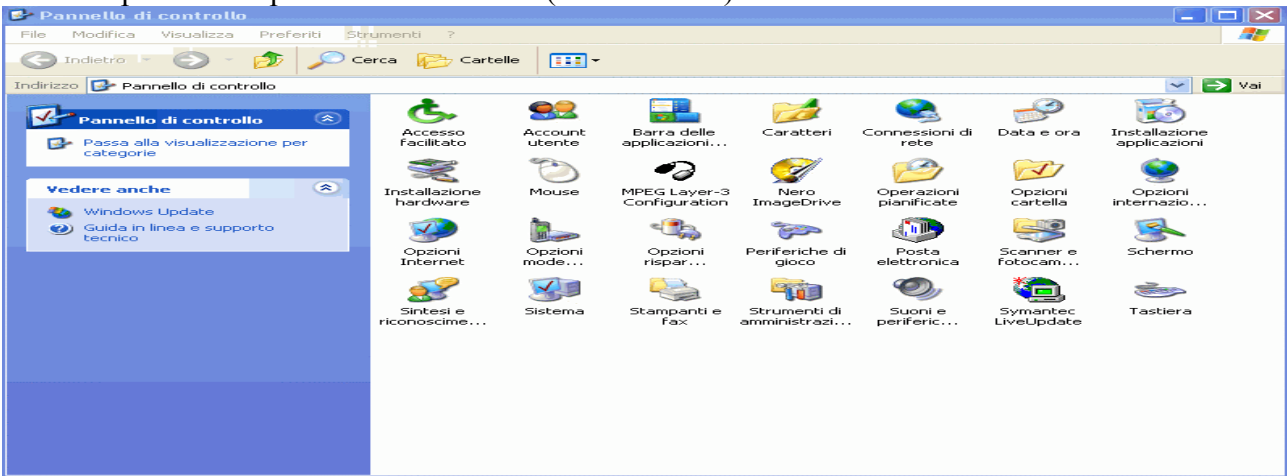 Pannello di controllo
File Modifica Visualizza Preferiti Strumenti ?
Indietro Cerca Cartelle
Indirizzo Pannello di controllo Vai
Pannello di controllo
Passa alla visualizzazione per
categorie
Vedere anche
Windows Update
Guida in linea e supporto
tecnico
Accesso
facilitato
Account
utente
Barra delle
applicazioni...
Caratteri
Connessioni di
rete
Data e ora
Installazione
applicazioni
Installazione
hardware
Mouse
MPEG Layer-3
Configuration
Nero
ImageDrive
Operazioni
pianificate
Opzioni
cartella
Opzioni
internazio...
Opzioni
Internet
Opzioni
mode...
Opzioni
rispar...
Periferiche di
gioco
Posta
elettronica
Scanner e
fotocam...
Schermo
Sintesi e
riconoscime...
Sistema
Stampanti e
fax
Strumenti di
amministrazi...
Suoni e
periferic...
Symantec
LiveUpdate
Tastiera